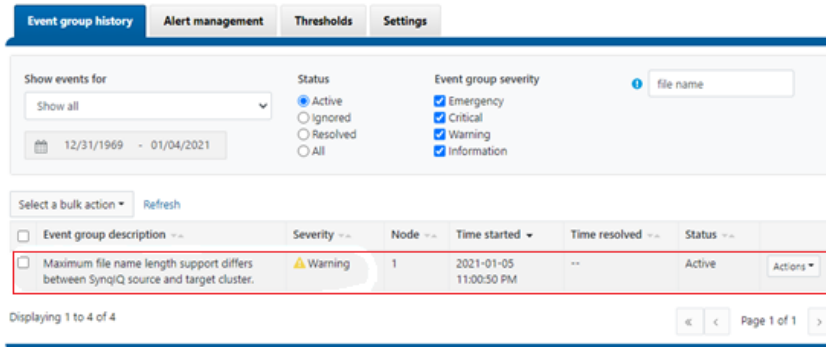 Event group history Alert management Thresholds Settings
Show events for Status Event group severity file name
Show all Active Emergency
Ignored Critical
12/31/1969 - 01/04/2021 Resolved Warning
All Information
Select a bulk action Refresh
Event group description Severity Node Time started Time resolved Status
Maximum file name length support differs Warning 1 2021-01-05 -- Active Actions
between SynqIQ source and target cluster. 11:00:50 PM
Displaying 1 to 4 of 4 « < Page 1 of 1 >